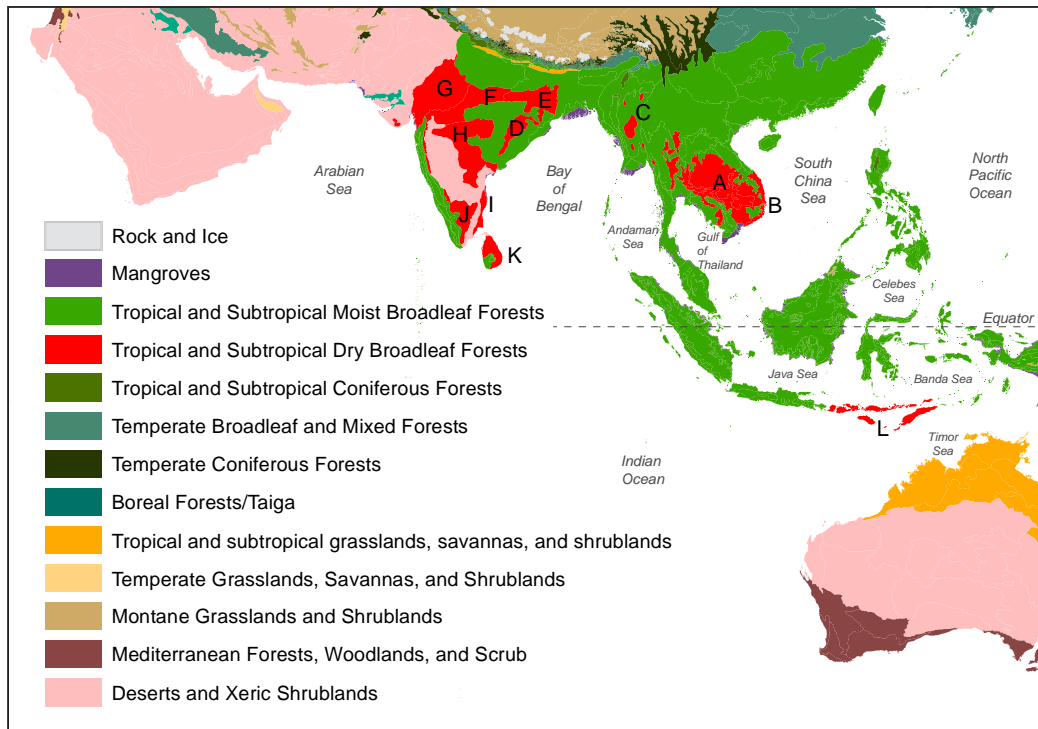 G
F
E
C
H
D
A
B
J
I
K
L
Arabian
Sea
Bay
of
Bengal
South
China
Sea
North
Pacific
Ocean
Andaman
Sea
Gulf
of
Thailand
Celebes
Sea
Equator
Java Sea
Banda Sea
Timor
Sea
Indian
Ocean
Rock and Ice
Mangroves
Tropical and Subtropical Moist Broadleaf Forests
Tropical and Subtropical Dry Broadleaf Forests
Tropical and Subtropical Coniferous Forests
Temperate Broadleaf and Mixed Forests
Temperate Coniferous Forests
Boreal Forests/Taiga
Tropical and subtropical grasslands, savannas, and shrublands
Temperate Grasslands, Savannas, and Shrublands
Montane Grasslands and Shrublands
Mediterranean Forests, Woodlands, and Scrub
Deserts and Xeric Shrublands